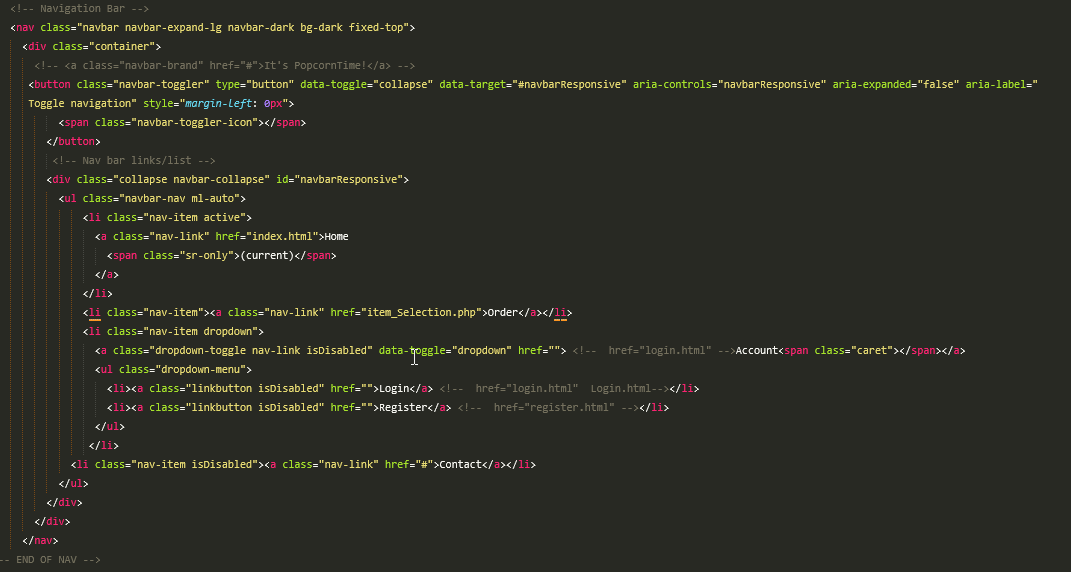 <!-- Navigation Bar -->
<nav class="navbar navbar-expand-lg navbar-dark bg-dark fixed-top">
<div class="container">
<!-- <a class="navbar-brand" href="#">It's PopcornTime!</a> -->
<button class="navbar-toggler" type="button" data-toggle="collapse" data-target="#navbarResponsive" aria-controls="navbarResponsive" aria-expanded="false" aria-label="
Toggle navigation" style="margin-left: 0px">
<span class="navbar-toggler-icon"></span>
</button>
<!-- Nav bar links/list -->
<div class="collapse navbar-collapse" id="navbarResponsive">
<ul class="navbar-nav ml-auto">
<li class="nav-item active">
<a class="nav-link" href="index.html">Home
<span class="sr-only">(current)</span>
</a>
</li>
<li class="nav-item"><a class="nav-link" href="item_Selection.php">Order</a></li>
<li class="nav-item dropdown">
<a class="dropdown-toggle nav-link isDisabled" data-toggle="dropdown" href=""> <!--  href="login.html" -->Account<span class="caret"></span></a>
<ul class="dropdown-menu">
<li><a class="linkbutton isDisabled" href="">Login</a> <!--  href="login.html"  Login.html--></li>
<li><a class="linkbutton isDisabled" href="">Register</a> <!--  href="register.html" --></li>
</ul>
</li>
<li class="nav-item isDisabled"><a class="nav-link" href="#">Contact</a></li>
</ul>
</div>
</div>
</nav>
-- END OF NAV -->